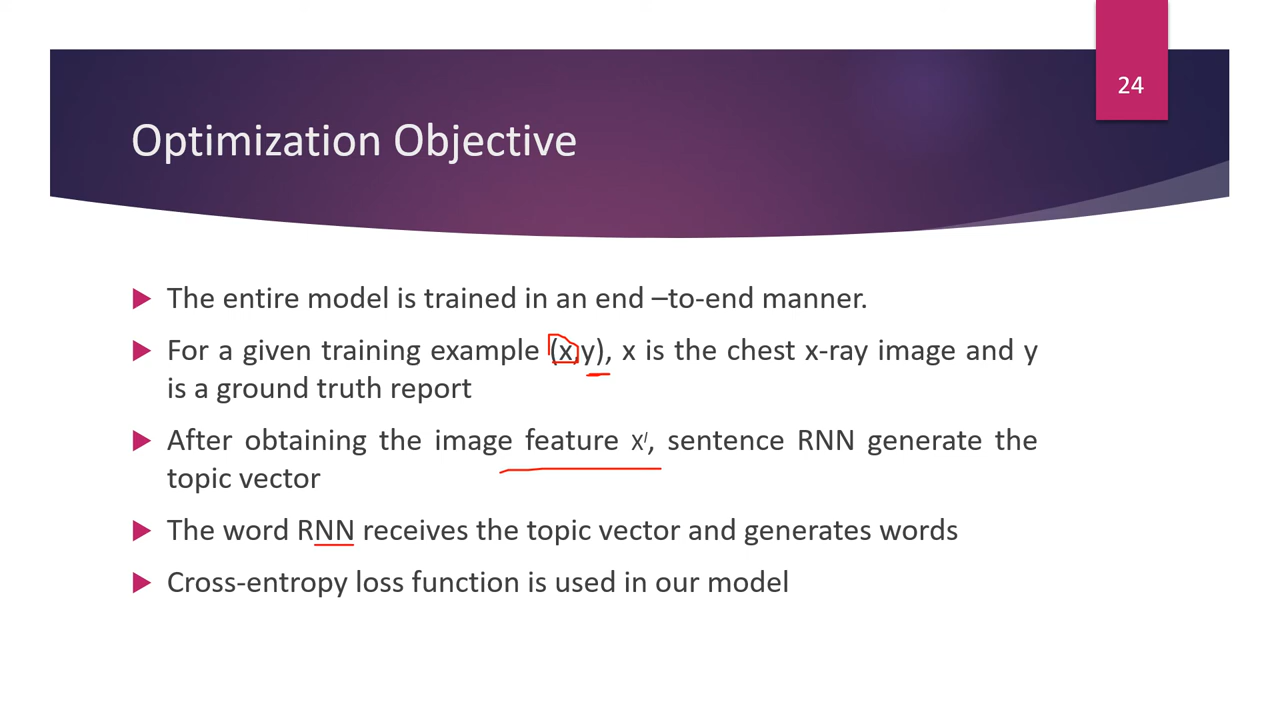 24
Optimization Objective
The entire model is trained in an end –to-end manner.
For a given training example (x,y), x is the chest x-ray image and y
is a ground truth report
After obtaining the image feature x′, sentence RNN generate the
topic vector
The word RNN receives the topic vector and generates words
Cross-entropy loss function is used in our model